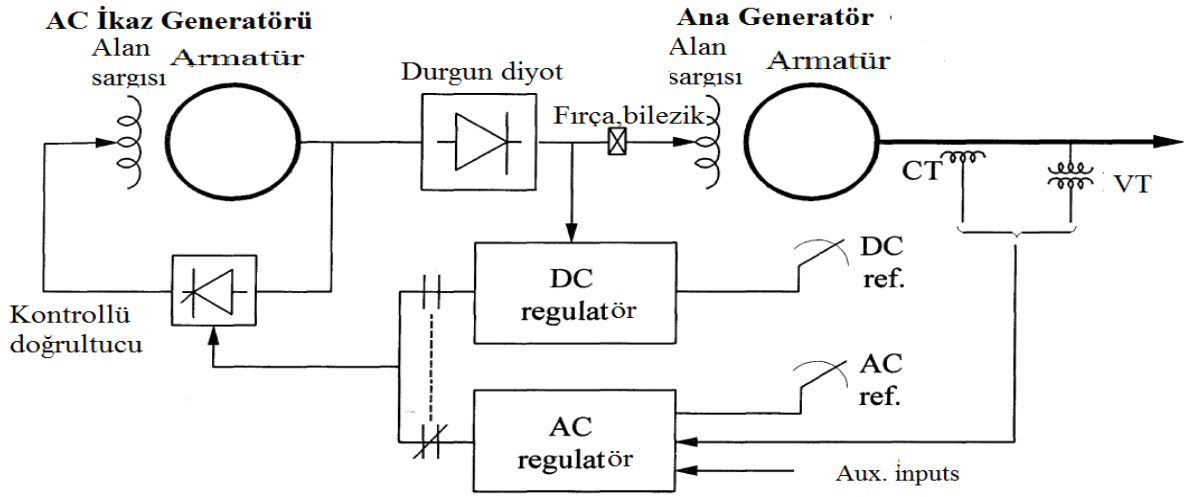 AC İkaz Generatörü
Ana Generatör
Alan
sargısı
Armatür
Durgun diyot
Fırça,bilezik
Alan
sargısı
Armatür
CT
VT
Kontrollü
doğrultucu
DC
regulatör
DC
ref.
AC
regulatör
AC
ref.
Aux. inputs